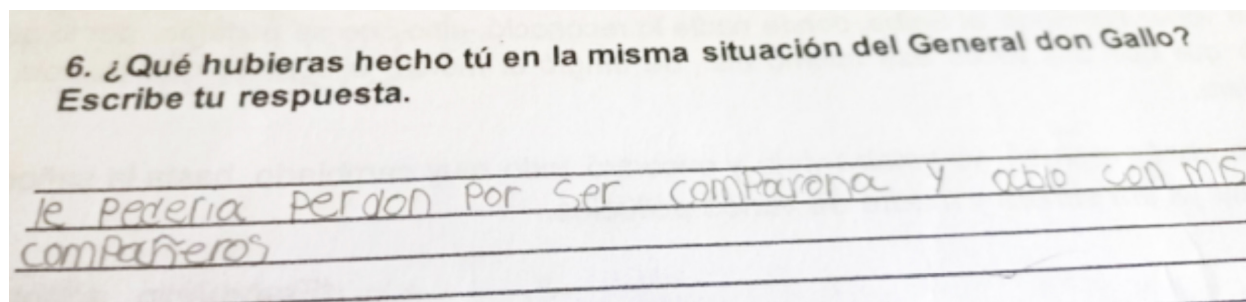 6. ¿Qué hubieras hecho tú en la misma situación del General don Gallo?
Escribe tu respuesta.
le pederia perdon por ser comparona y acblo con mis
compañeros